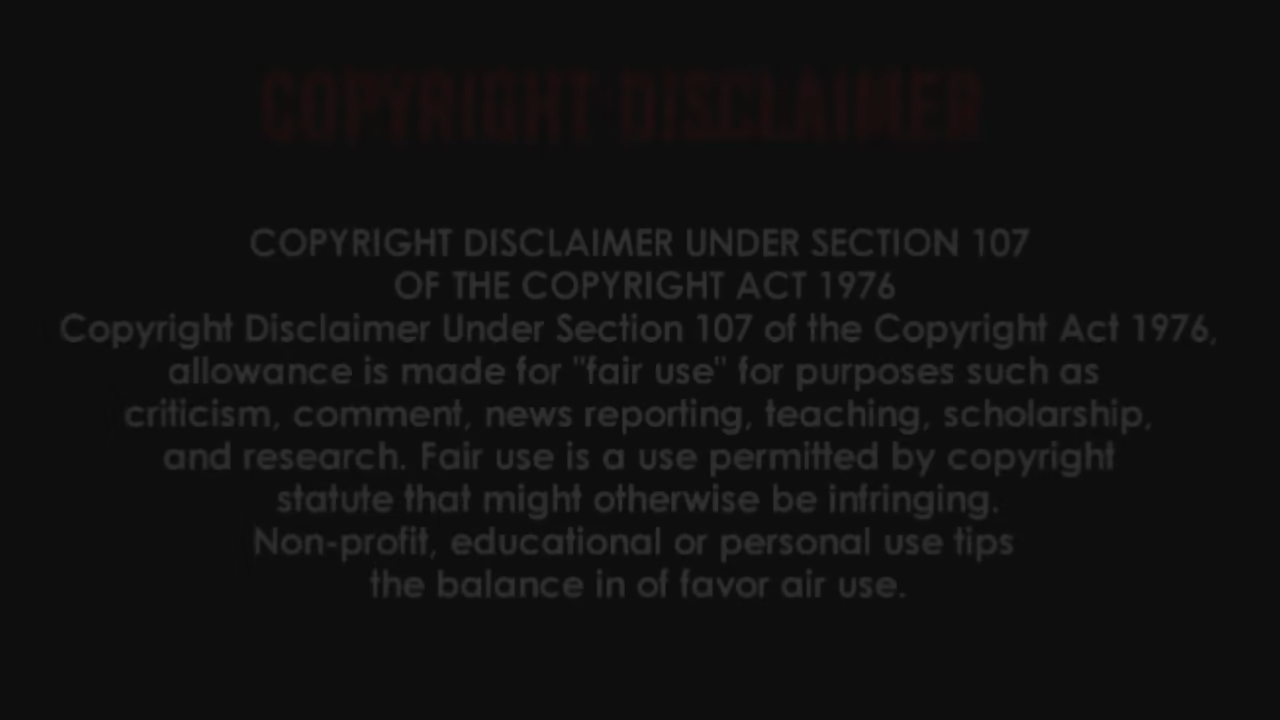 COPYRIGHT DISCLAIMER
COPYRIGHT DISCLAIMER UNDER SECTION 107
OF THE COPYRIGHT ACT 1976
Copyright Disclaimer Under Section 107 of the Copyright Act 1976,
allowance is made for "fair use" for purposes such as
criticism, comment, news reporting, teaching, scholarship,
and research. Fair use is a use permitted by copyright
statute that might otherwise be infringing.
Non-profit, educational or personal use tips
the balance in of favor air use.